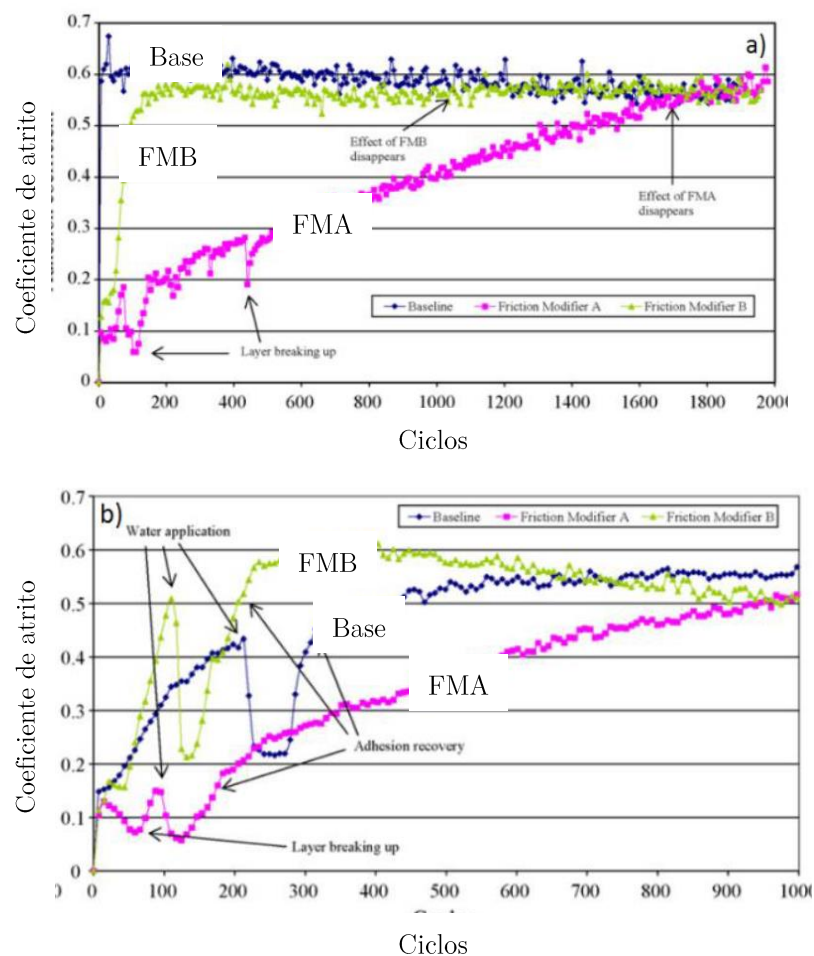 0.7
a)
Base
0.6
0.5
Effect of FMB
disappears
FMB
0.4
Effect of FMA
disappears
0.3
FMA
0.2
Baseline Friction Modifier A Friction Modifier B
0.1
Layer breaking up
0
0 200 400 600 800 1000 1200 1400 1600 1800 2000
Coeficiente de atrito
Ciclos
0.7
b)
Baseline Friction Modifier A Friction Modifier B
Water application
0.6
FMB
0.5
Base
0.4
FMA
0.3
Adhesion recovery
0.2
0.1
Layer breaking up
0
0 0 100 200 300 400 500 600 700 800 900 1000
Coeficiente de atrito
Ciclos